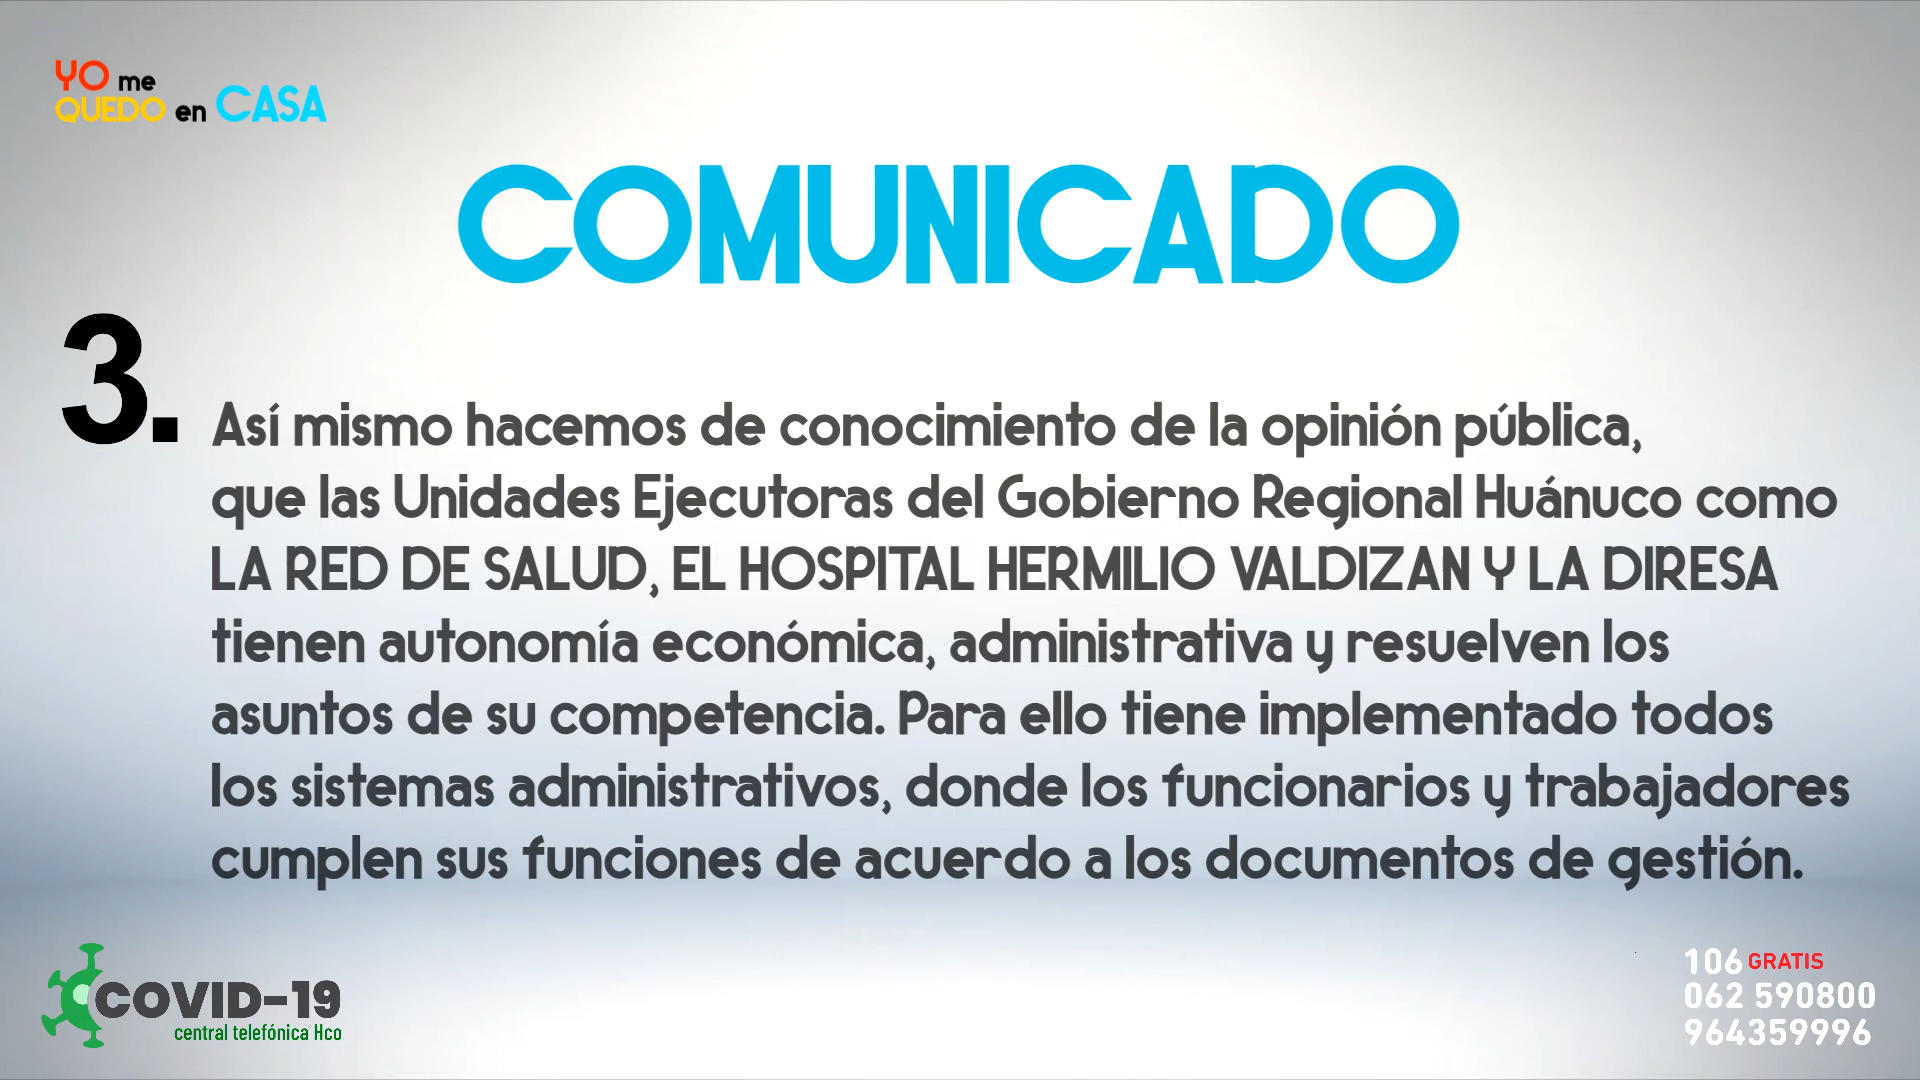 YO me
QUEDO en CASA
COMUNICADO
3.
Así mismo hacemos de conocimiento de la opinión pública,
que las Unidades Ejecutoras del Gobierno Regional Huánuco como
LA RED DE SALUD, EL HOSPITAL HERMILIO VALDIZAN Y LA DIRESA
tienen autonomía económica, administrativa y resuelven los
asuntos de su competencia. Para ello tiene implementado todos
los sistemas administrativos, donde los funcionarios y trabajadores
cumplen sus funciones de acuerdo a los documentos de gestión.
COVID-19
central telefónica Hco
106 GRATIS
062 590800
964359996